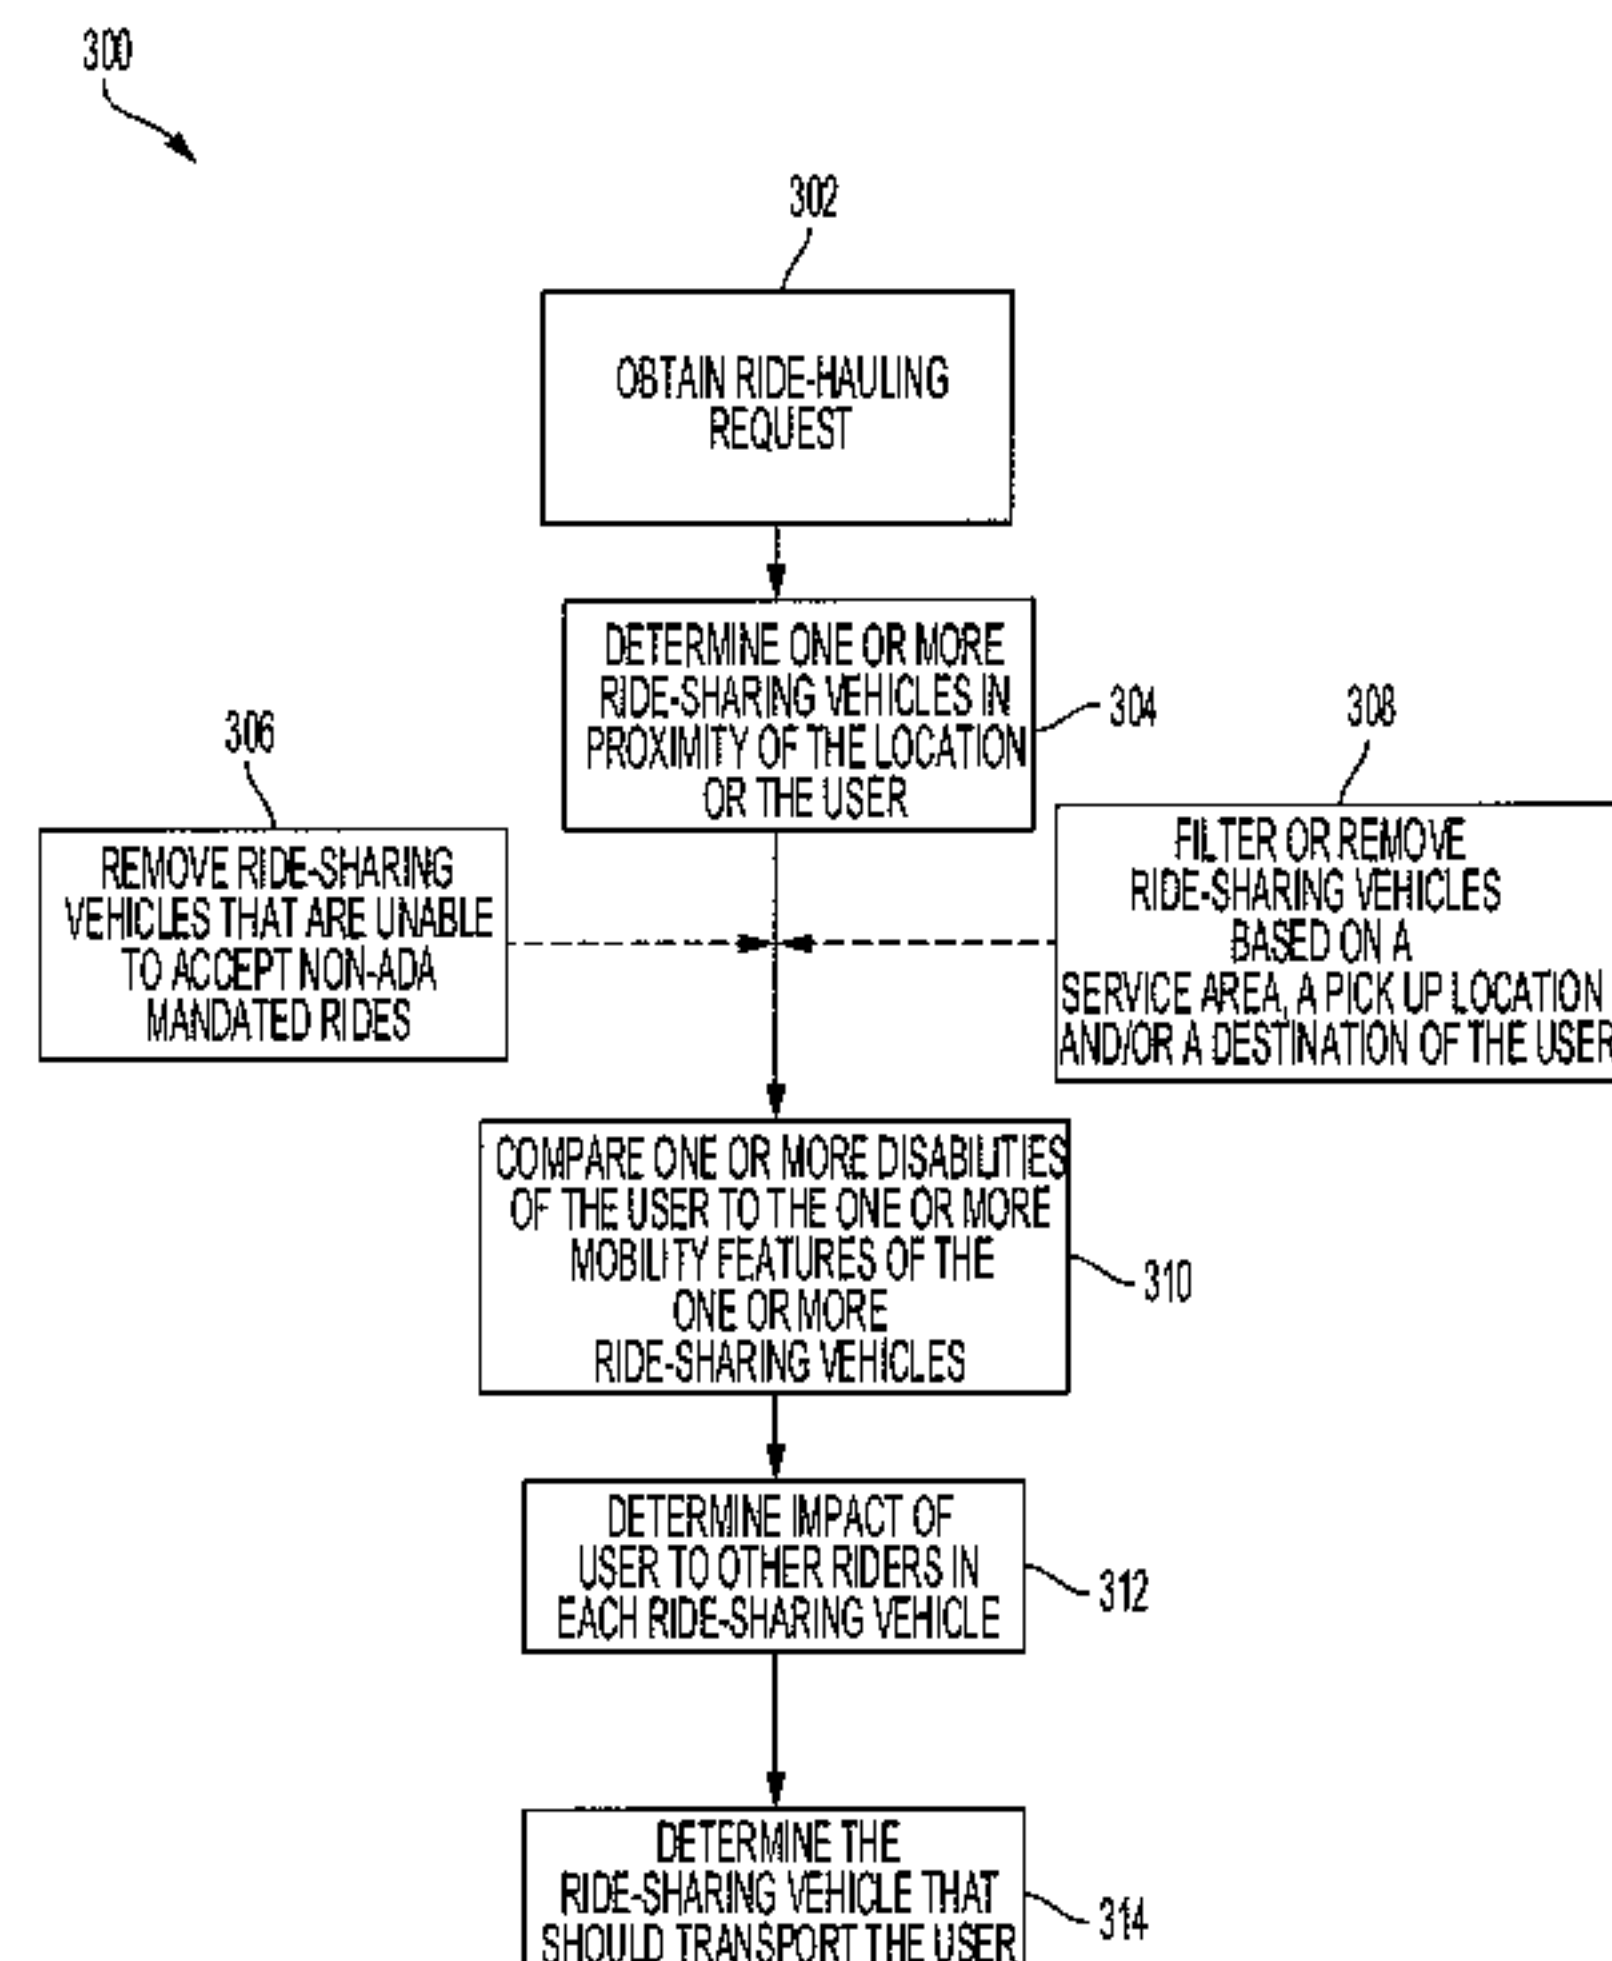 300
302
OBTAIN RIDE-HAULING
REQUEST
DETERMINE ONE OR MORE
RIDE-SHARING VEHICLES IN
PROXIMITY OF THE LOCATION
OR THE USER
304
306
REMOVE RIDE-SHARING
VEHICLES THAT ARE UNABLE
TO ACCEPT NON-ADA
MANDATED RIDES
308
FILTER OR REMOVE
RIDE-SHARING VEHICLES
BASED ON A
SERVICE AREA, A PICK UP LOCATION
AND/OR A DESTINATION OF THE USER
COMPARE ONE OR MORE DISABILITIES
OF THE USER TO THE ONE OR MORE
MOBILITY FEATURES OF THE
ONE OR MORE
RIDE-SHARING VEHICLES
310
DETERMINE IMPACT OF
USER TO OTHER RIDERS IN
EACH RIDE-SHARING VEHICLE
312
DETERMINE THE
RIDE-SHARING VEHICLE THAT
SHOULD TRANSPORT THE USER
314